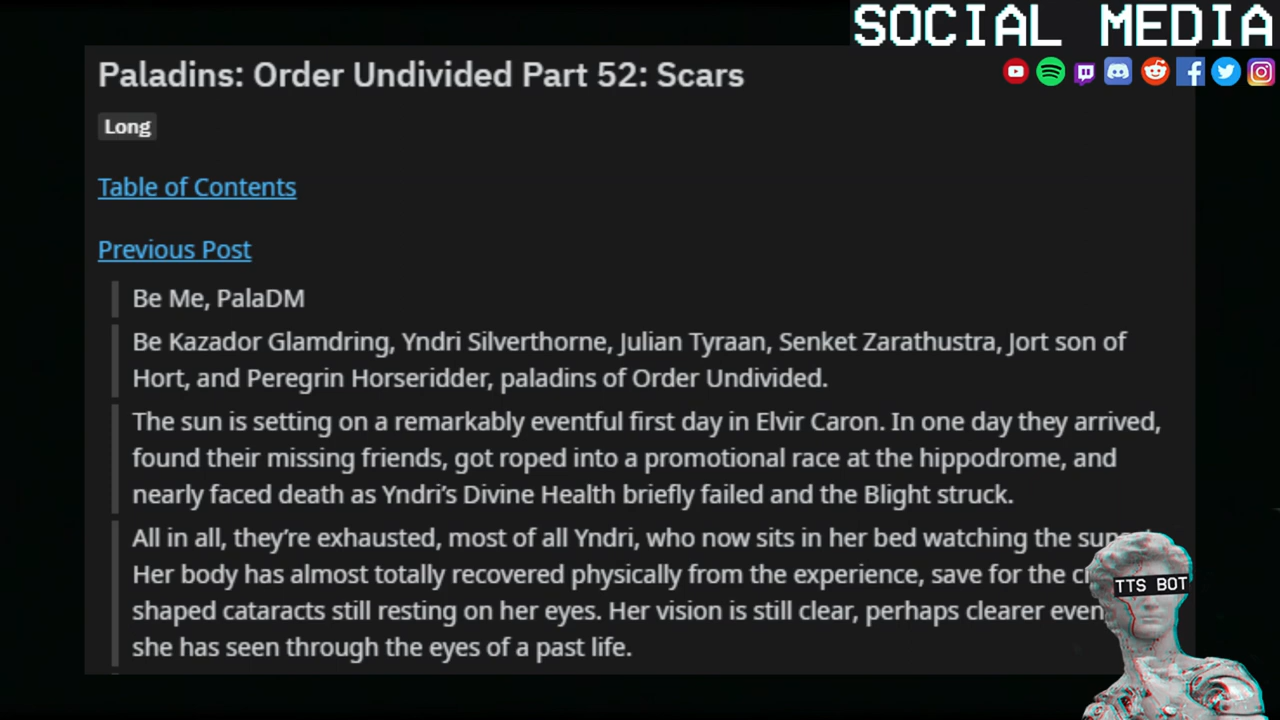 SOCIAL MEDIA
Paladins: Order Undivided Part 52: Scars
Long
Table of Contents
Previous Post
Be Me, PalaDM
Be Kazador Glamdring, Yndri Silverthorne, Julian Tyraan, Senket Zarathustra, Jort son of
Hort, and Peregrin Horseridder, paladins of Order Undivided.
The sun is setting on a remarkably eventful first day in Elvir Caron. In one day they arrived,
found their missing friends, got roped into a promotional race at the hippodrome, and
nearly faced death as Yndri’s Divine Health briefly failed and the Blight struck.
All in all, they’re exhausted, most of all Yndri, who now sits in her bed watching the
Her body has almost totally recovered physically from the experience, save for the
shaped cataracts still resting on her eyes. Her vision is still clear, perhaps clearer even
she has seen through the eyes of a past life.
TTS BOT